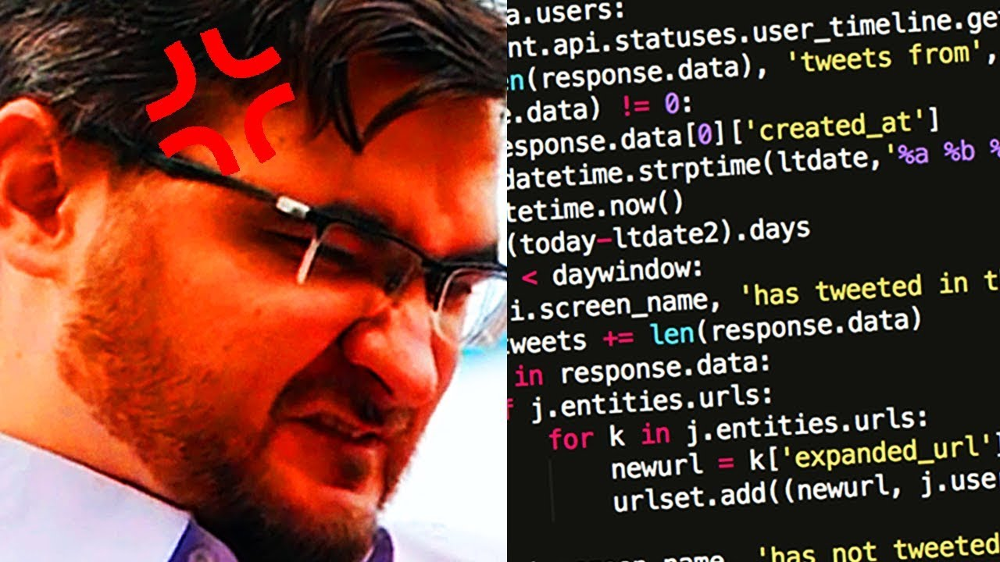 a.users:
nt.api.statuses.user_timeline.ge
n(response.data), 'tweets from',
.data) != 0:
esponse.data[0]['created_at']
datetime.strptime(ltdate,'%a %b %
tetime.now()
(today-ltdate2).days
< daywindow:
i.screen_name, 'has tweeted in t
tweets += len(response.data)
in response.data:
j.entities.urls:
for k in j.entities.urls:
newurl = k['expanded_url']
urlset.add((newurl, j.use
name, 'has not tweeted